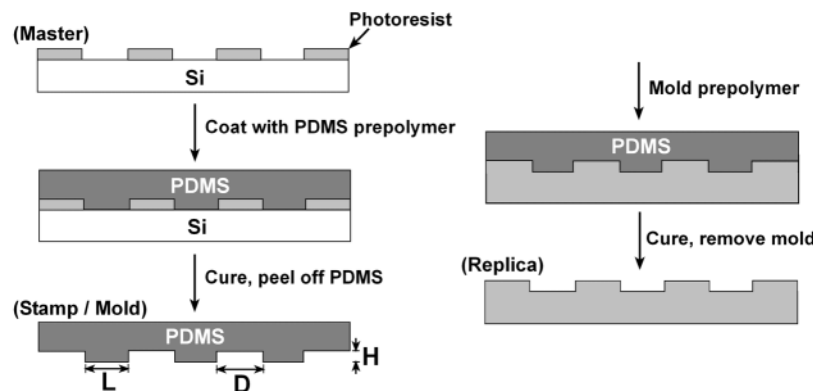 Photoresist
(Master)
Si
Coat with PDMS prepolymer
PDMS
Si
Cure, peel off PDMS
(Stamp / Mold)
PDMS
H
L
D
Mold prepolymer
PDMS
Cure, remove mold
(Replica)